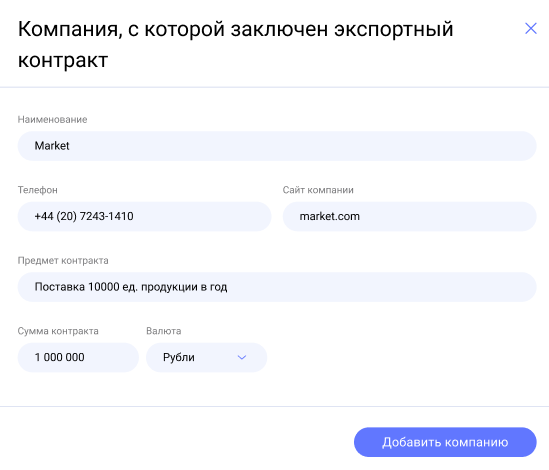 Компания, с которой заключен экспортный
контракт
Наименование
Market
Телефон
Сайт компании
+44 (20) 7243-1410
market.com
Предмет контракта
Поставка 10000 ед. продукции в год
Сумма контракта
Валюта
1 000 000
Рубли
Добавить компанию